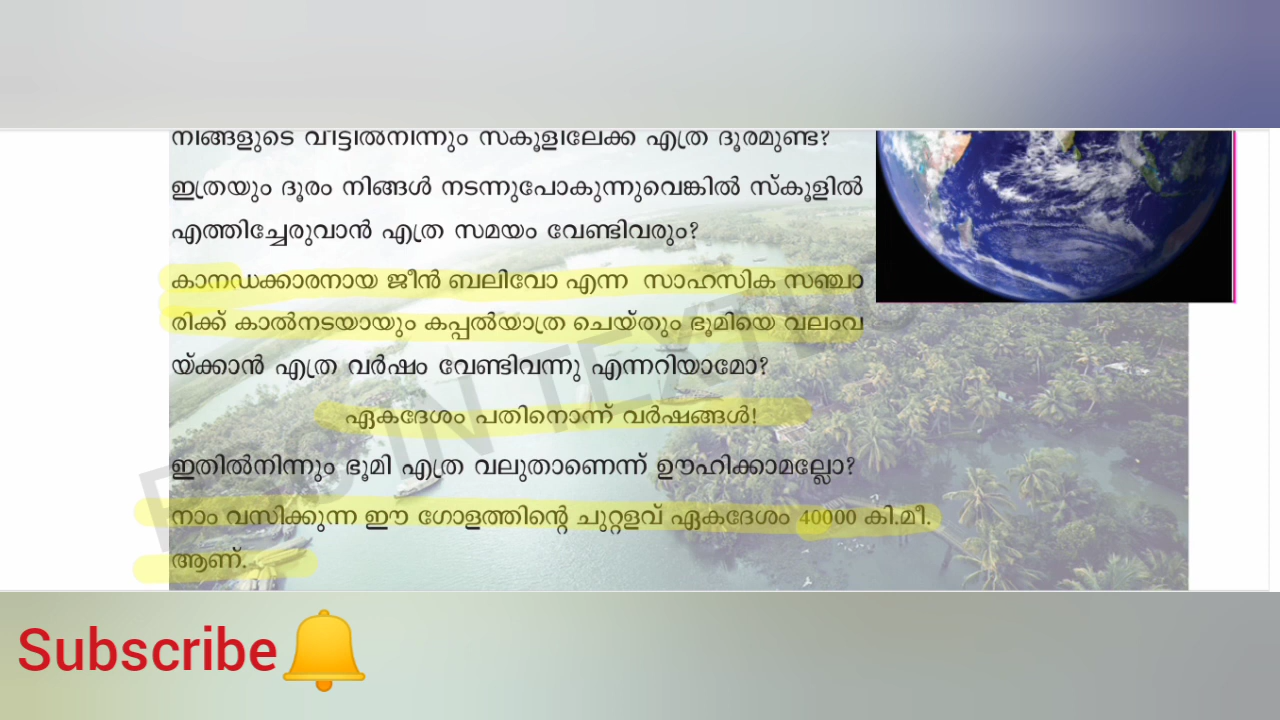 നിങ്ങളുടെ വീട്ടിൽനിന്നും സ്കൂളിലേക്ക് എത്ര ദൂരമുണ്ട്?
ഇത്രയും ദൂരം നിങ്ങൾ നടന്നുപോകുന്നുവെങ്കിൽ സ്കൂളിൽ
എത്തിച്ചേരുവാൻ എത്ര സമയം വേണ്ടിവരും?
കാനഡക്കാരനായ ജീൻ ബലിവോ എന്ന സാഹസിക സഞ്ചാ
രിക്ക് കാൽനടയായും കപ്പൽയാത്ര ചെയ്തും ഭൂമിയെ വലംവ
യ്ക്കാൻ എത്ര വർഷം വേണ്ടിവന്നു എന്നറിയാമോ?
ഏകദേശം പതിനൊന്ന് വർഷങ്ങൾ!
ഇതിൽനിന്നും ഭൂമി എത്ര വലുതാണെന്ന് ഊഹിക്കാമല്ലോ?
നാം വസിക്കുന്ന ഈ ഗോളത്തിന്റെ ചുറ്റളവ് ഏകദേശം 40000 കി.മീ.
ആണ്.
Subscribe